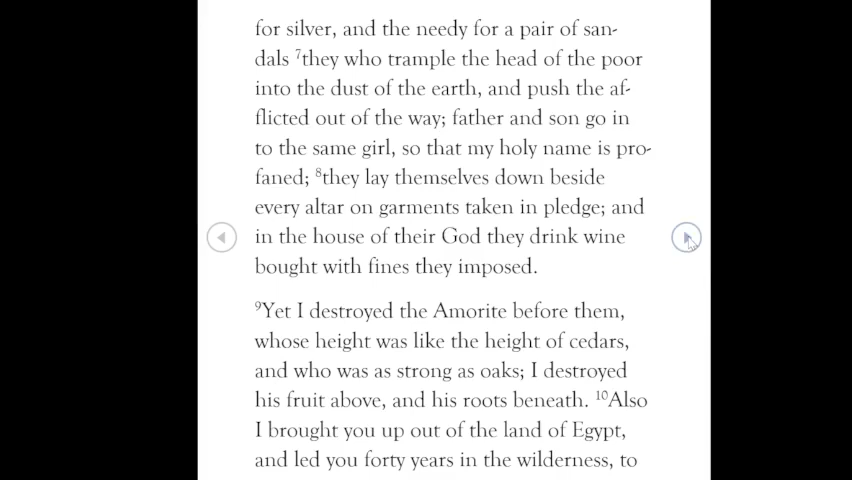 for silver, and the needy for a pair of san-
dals ⁷they who trample the head of the poor
into the dust of the earth, and push the af-
flicted out of the way; father and son go in
to the same girl, so that my holy name is pro-
faned; ⁸they lay themselves down beside
every altar on garments taken in pledge; and
in the house of their God they drink wine
bought with fines they imposed.
⁹Yet I destroyed the Amorite before them,
whose height was like the height of cedars,
and who was as strong as oaks; I destroyed
his fruit above, and his roots beneath. ¹⁰Also
I brought you up out of the land of Egypt,
and led you forty years in the wilderness, to